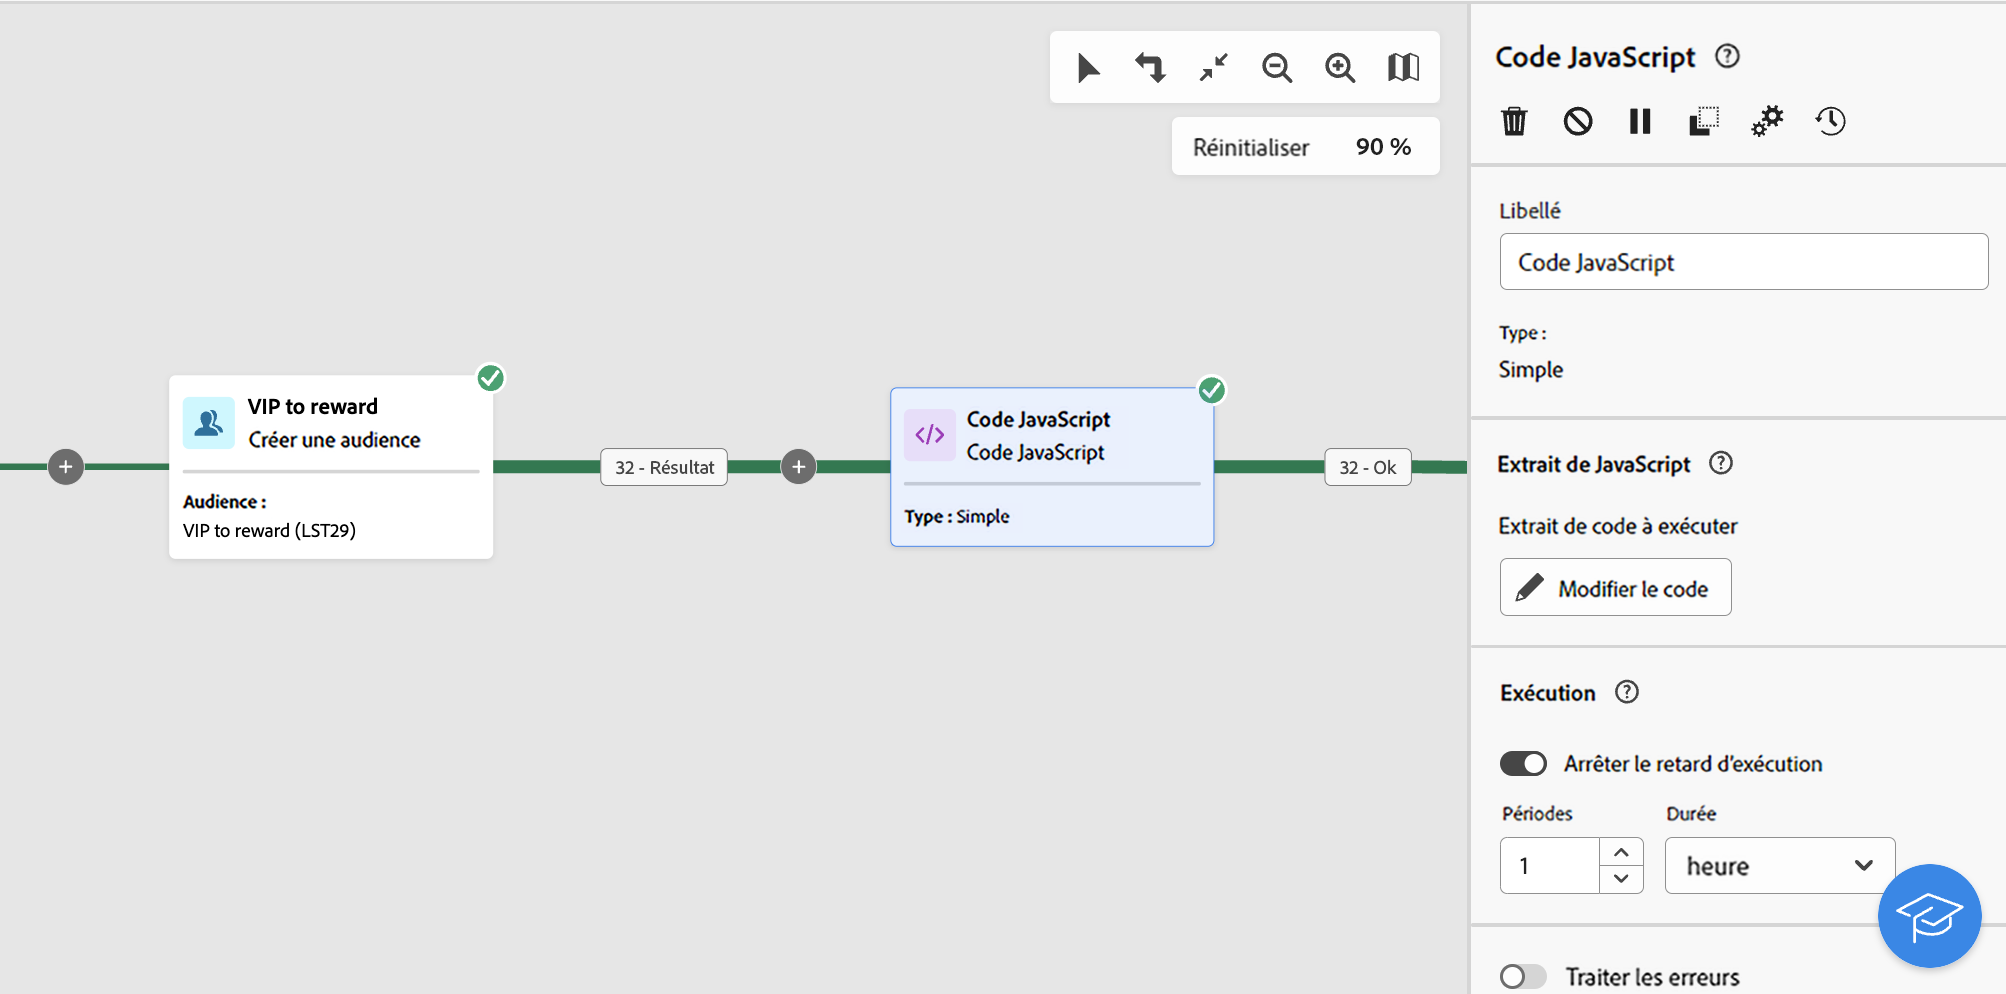 Réinitialiser 90 %
VIP to reward
Créer une audience
Audience :
VIP to reward (LST29)
32 - Résultat
Code JavaScript
Code JavaScript
Type : Simple
32 - Ok
Code JavaScript
Libellé
Code JavaScript
Type :
Simple
Extrait de JavaScript
Extrait de code à exécuter
Modifier le code
Exécution
Arrêter le retard d'exécution
Périodes Durée
1 heure
Traiter les erreurs